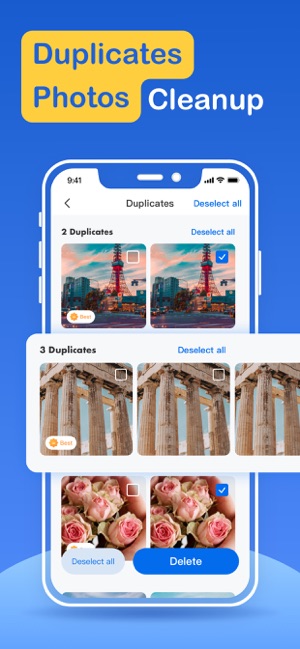 Duplicates
Photos Cleanup
9:41
Duplicates Deselect all
2 Duplicates Deselect all
Best
3 Duplicates Deselect all
Best
Deselect all Delete